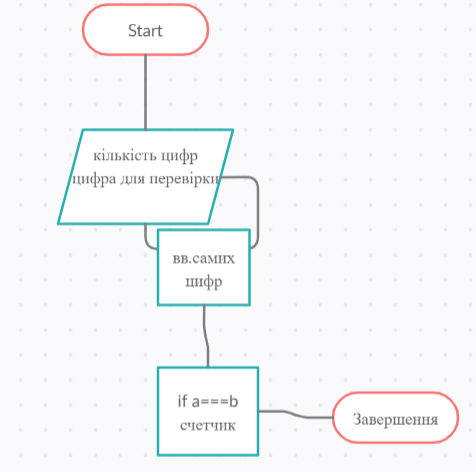 Start
кількість цифр
цифра для перевірки
вв.самих
цифр
if a===b
счетчик
Завершення